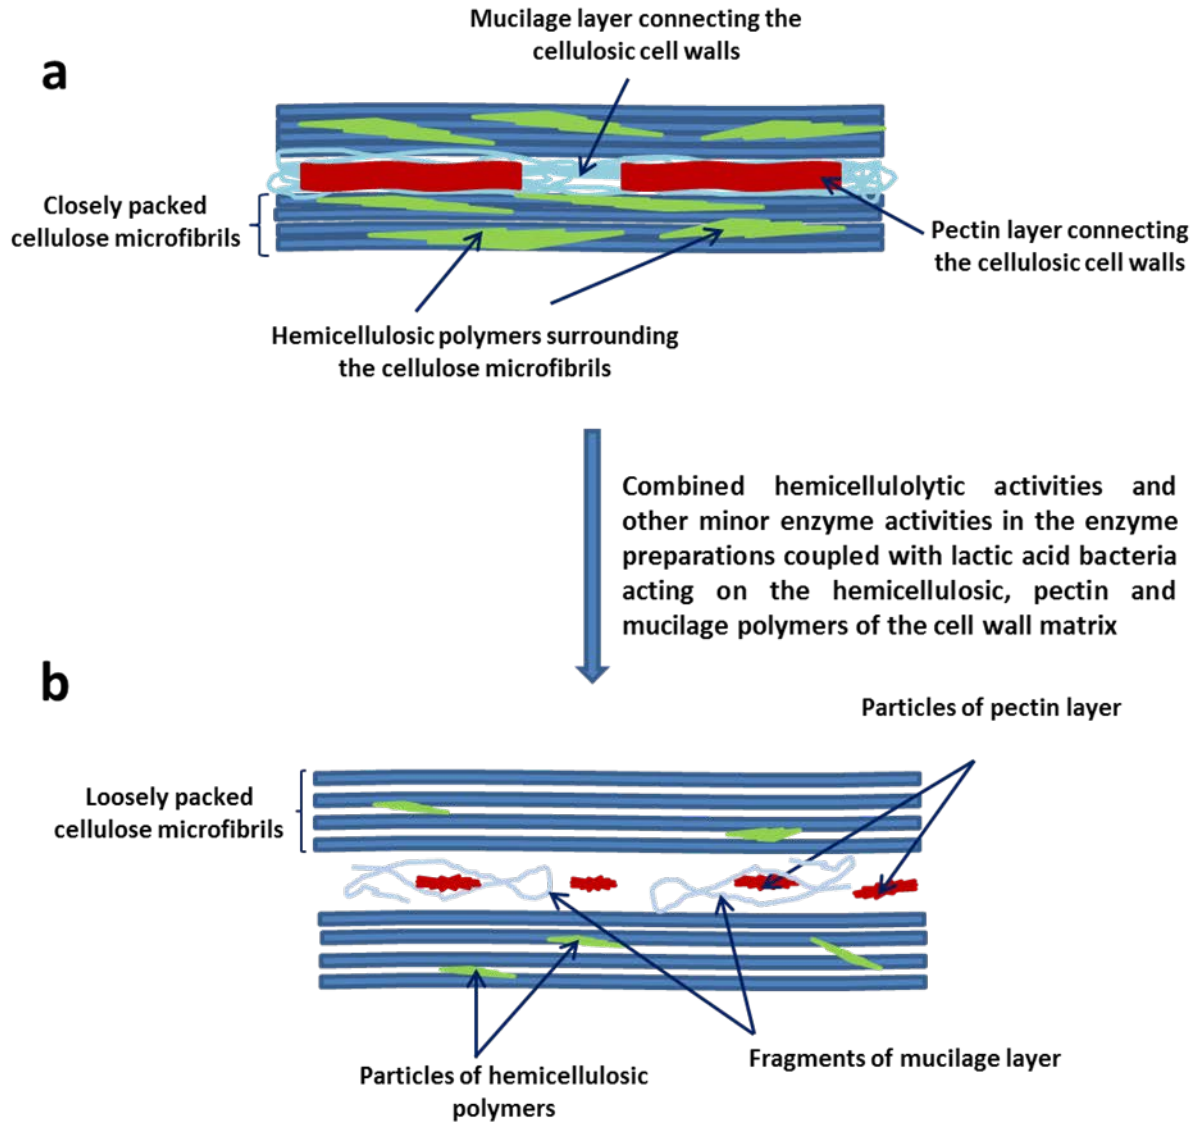 Mucilage layer connecting the
cellulosic cell walls
a
Closely packed
cellulose microfibrils
Pectin layer connecting
the cellulosic cell walls
Hemicellulosic polymers surrounding
the cellulose microfibrils
Combined hemicellulolytic activities and
other minor enzyme activities in the enzyme
preparations coupled with lactic acid bacteria
acting on the hemicellulosic, pectin and
mucilage polymers of the cell wall matrix
b
Particles of pectin layer
Loosely packed
cellulose microfibrils
Fragments of mucilage layer
Particles of hemicellulosic
polymers